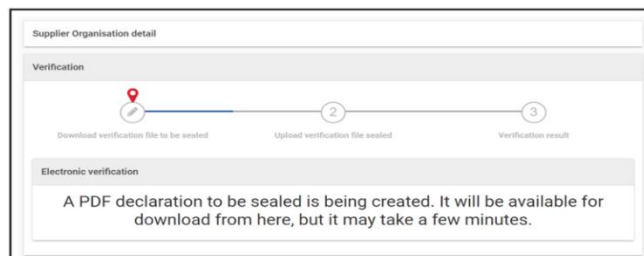 Supplier Organisation detail
Verification
2
3
Download verification file to be sealed
Upload verification file sealed
Verification result
Electronic verification
A PDF declaration to be sealed is being created. It will be available for
download from here, but it may take a few minutes.